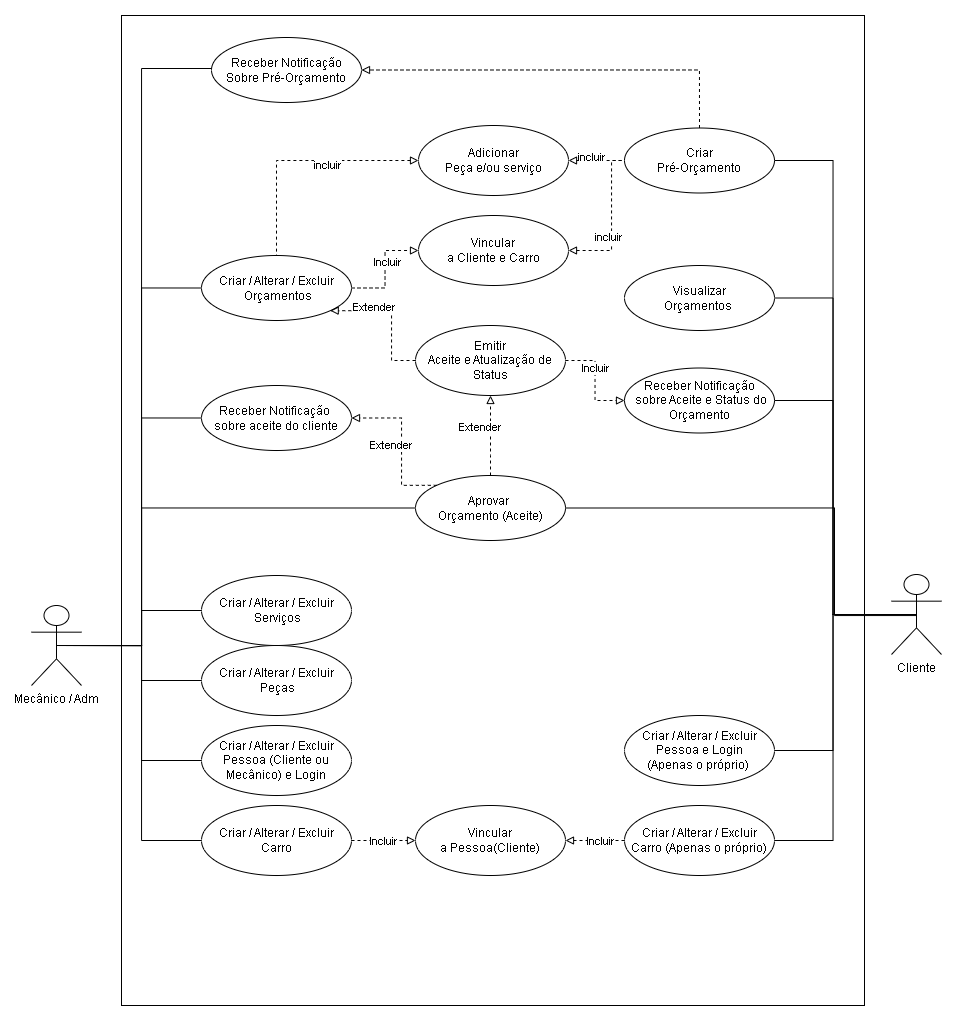 Receber Notificação
Sobre Pré-Orçamento
Adicionar
Peça e/ou serviço
Criar
Pré-Orçamento
incluir
incluir
Vincular
a Cliente e Carro
incluir
Incluir
Criar / Alterar / Excluir
Orçamentos
Visualizar
Orçamentos
Extender
Emitir
Aceite e Atualização de
Status
Incluir
Receber Notificação
sobre Aceite e Status do
Orçamento
Receber Notificação
sobre aceite do cliente
Extender
Extender
Aprovar
Orçamento (Aceite)
Criar / Alterar / Excluir
Serviços
Mecânico / Adm
Cliente
Criar / Alterar / Excluir
Peças
Criar / Alterar / Excluir
Pessoa (Cliente ou
Mecânico) e Login
Criar / Alterar / Excluir
Pessoa e Login
(Apenas o próprio)
Criar / Alterar / Excluir
Carro
Incluir
Vincular
a Pessoa(Cliente)
Incluir
Criar / Alterar / Excluir
Carro (Apenas o próprio)